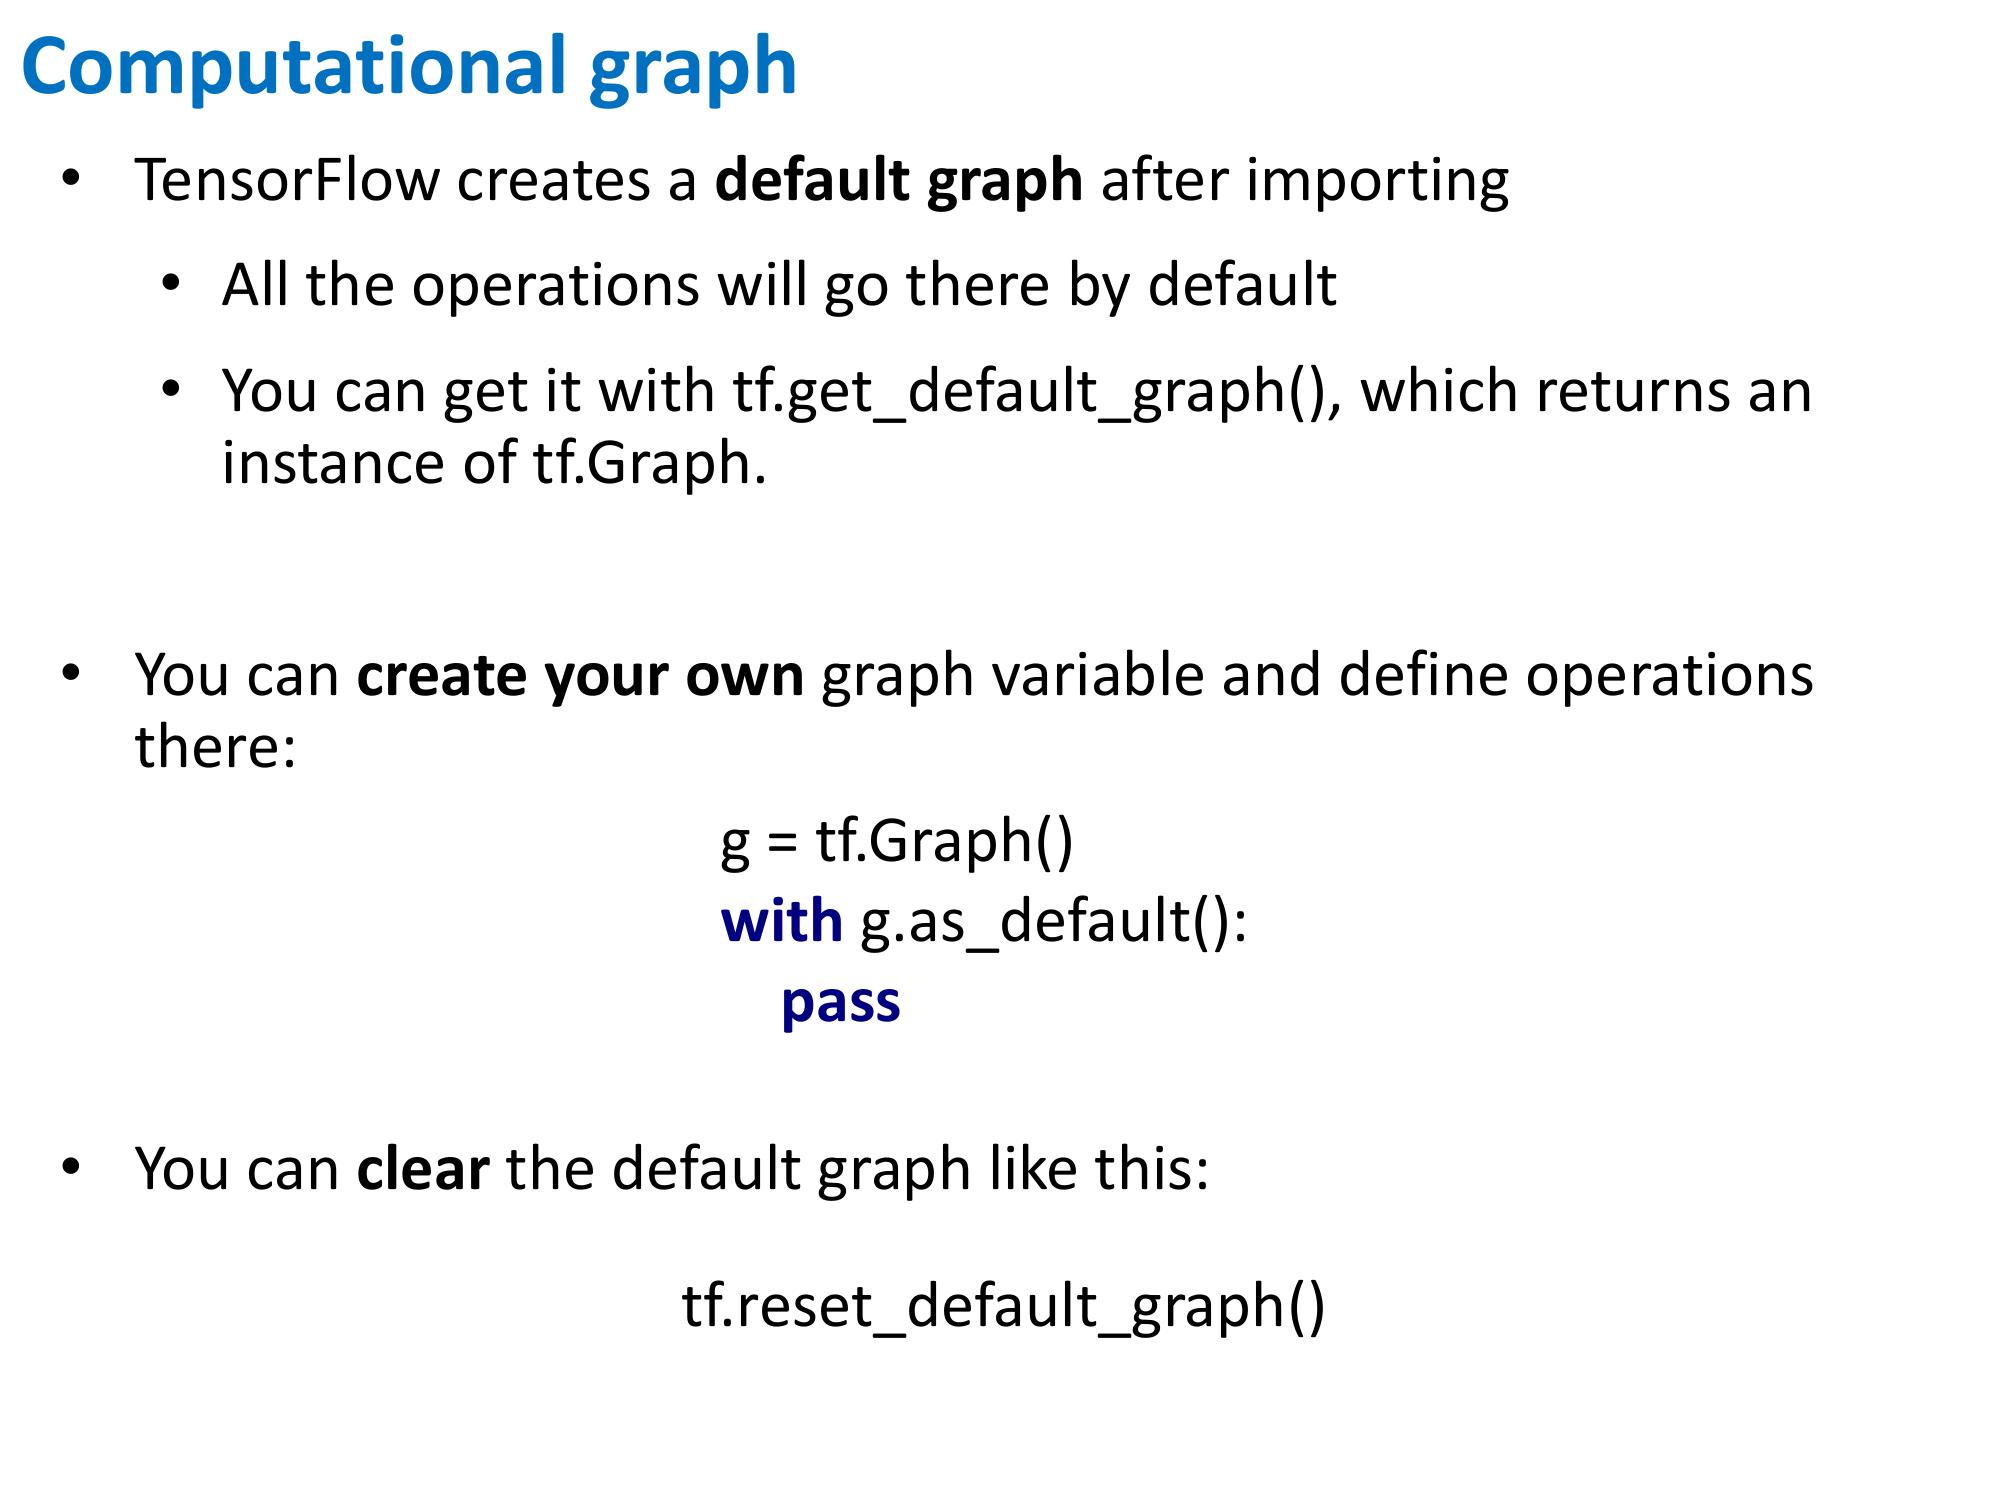 Computational graph
• TensorFlow creates a default graph after importing
• All the operations will go there by default
• You can get it with tf.get_default_graph(), which returns an
instance of tf.Graph.
• You can create your own graph variable and define operations
there:
g = tf.Graph()
with g.as_default():
pass
• You can clear the default graph like this:
tf.reset_default_graph()